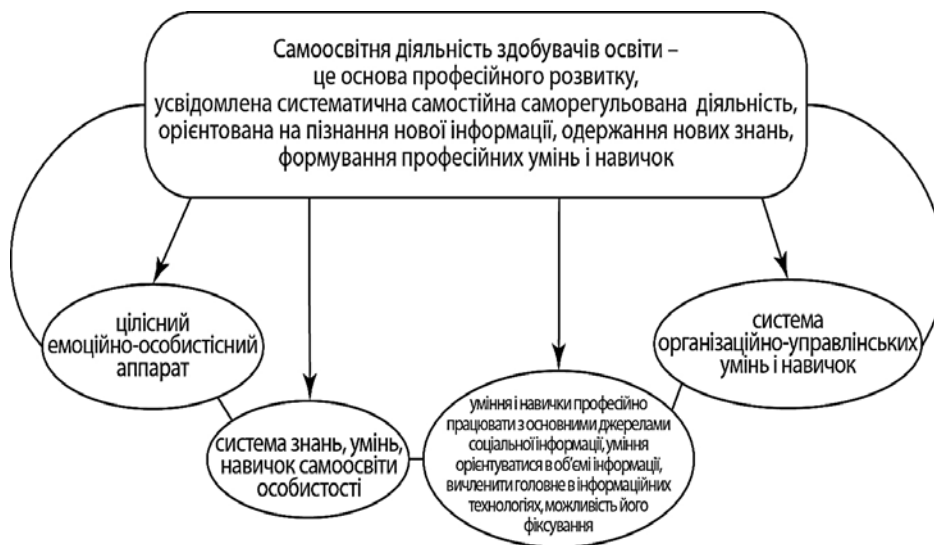 Самоосвітня діяльність здобувачів освіти –
це основа професійного розвитку,
усвідомлена систематична самостійна саморегульована діяльність,
орієнтована на пізнання нової інформації, одержання нових знань,
формування професійних умінь і навичок
цілісний
емоційно-особистісний
аппарат
система знань, умінь,
навичок самоосвіти
особистості
уміння і навички професійно
працювати з основними джерелами
соціальної інформації, уміння
орієнтуватися в об’ємі інформації,
вичленити головне в інформаційних
технологіях, можливість його
фіксування
система
організаційно-управлінських
умінь і навичок